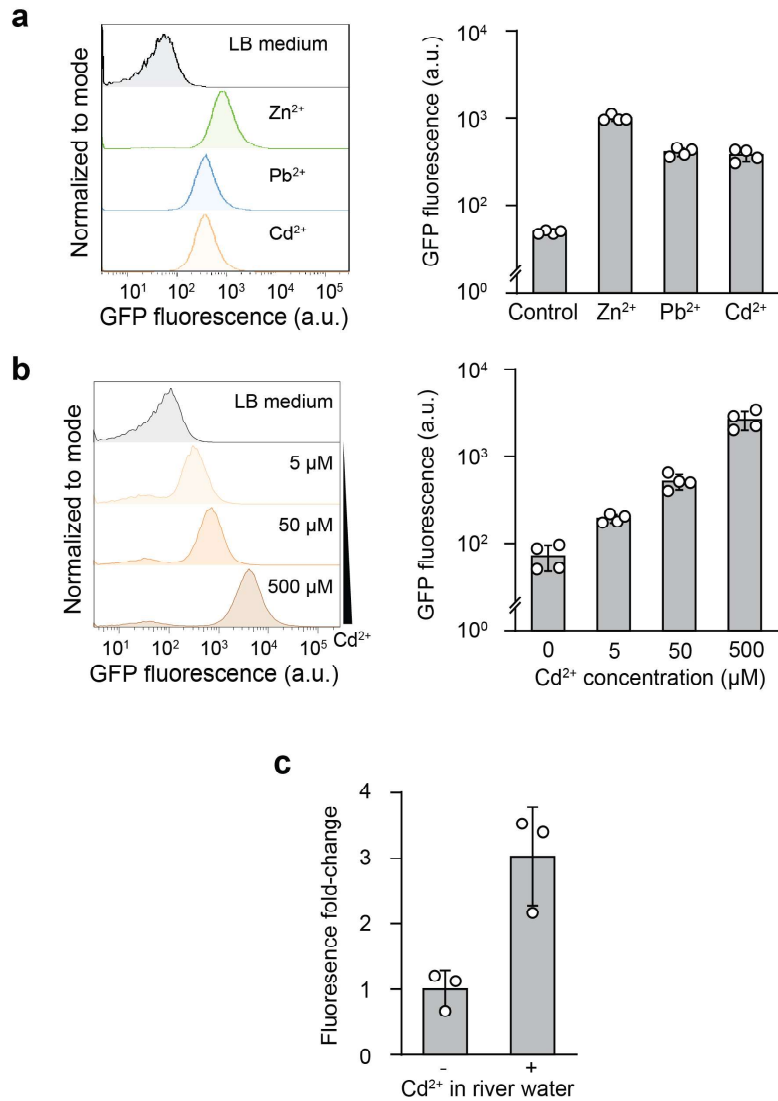 a
Normalized to mode
LB medium
Zn²⁺
Pb²⁺
Cd²⁺
10¹ 10² 10³ 10⁴ 10⁵
GFP fluorescence (a.u.)
GFP fluorescence (a.u.)
10⁴
10³
10²
10⁰
Control Zn²⁺ Pb²⁺ Cd²⁺
b
Normalized to mode
LB medium
5 µM
50 µM
500 µM
Cd²⁺
10¹ 10² 10³ 10⁴ 10⁵
GFP fluorescence (a.u.)
GFP fluorescence (a.u.)
10⁴
10³
10²
10⁰
0 5 50 500
Cd²⁺ concentration (µM)
c
Fluoresence fold-change
4
3
2
1
0
- +
Cd²⁺ in river water